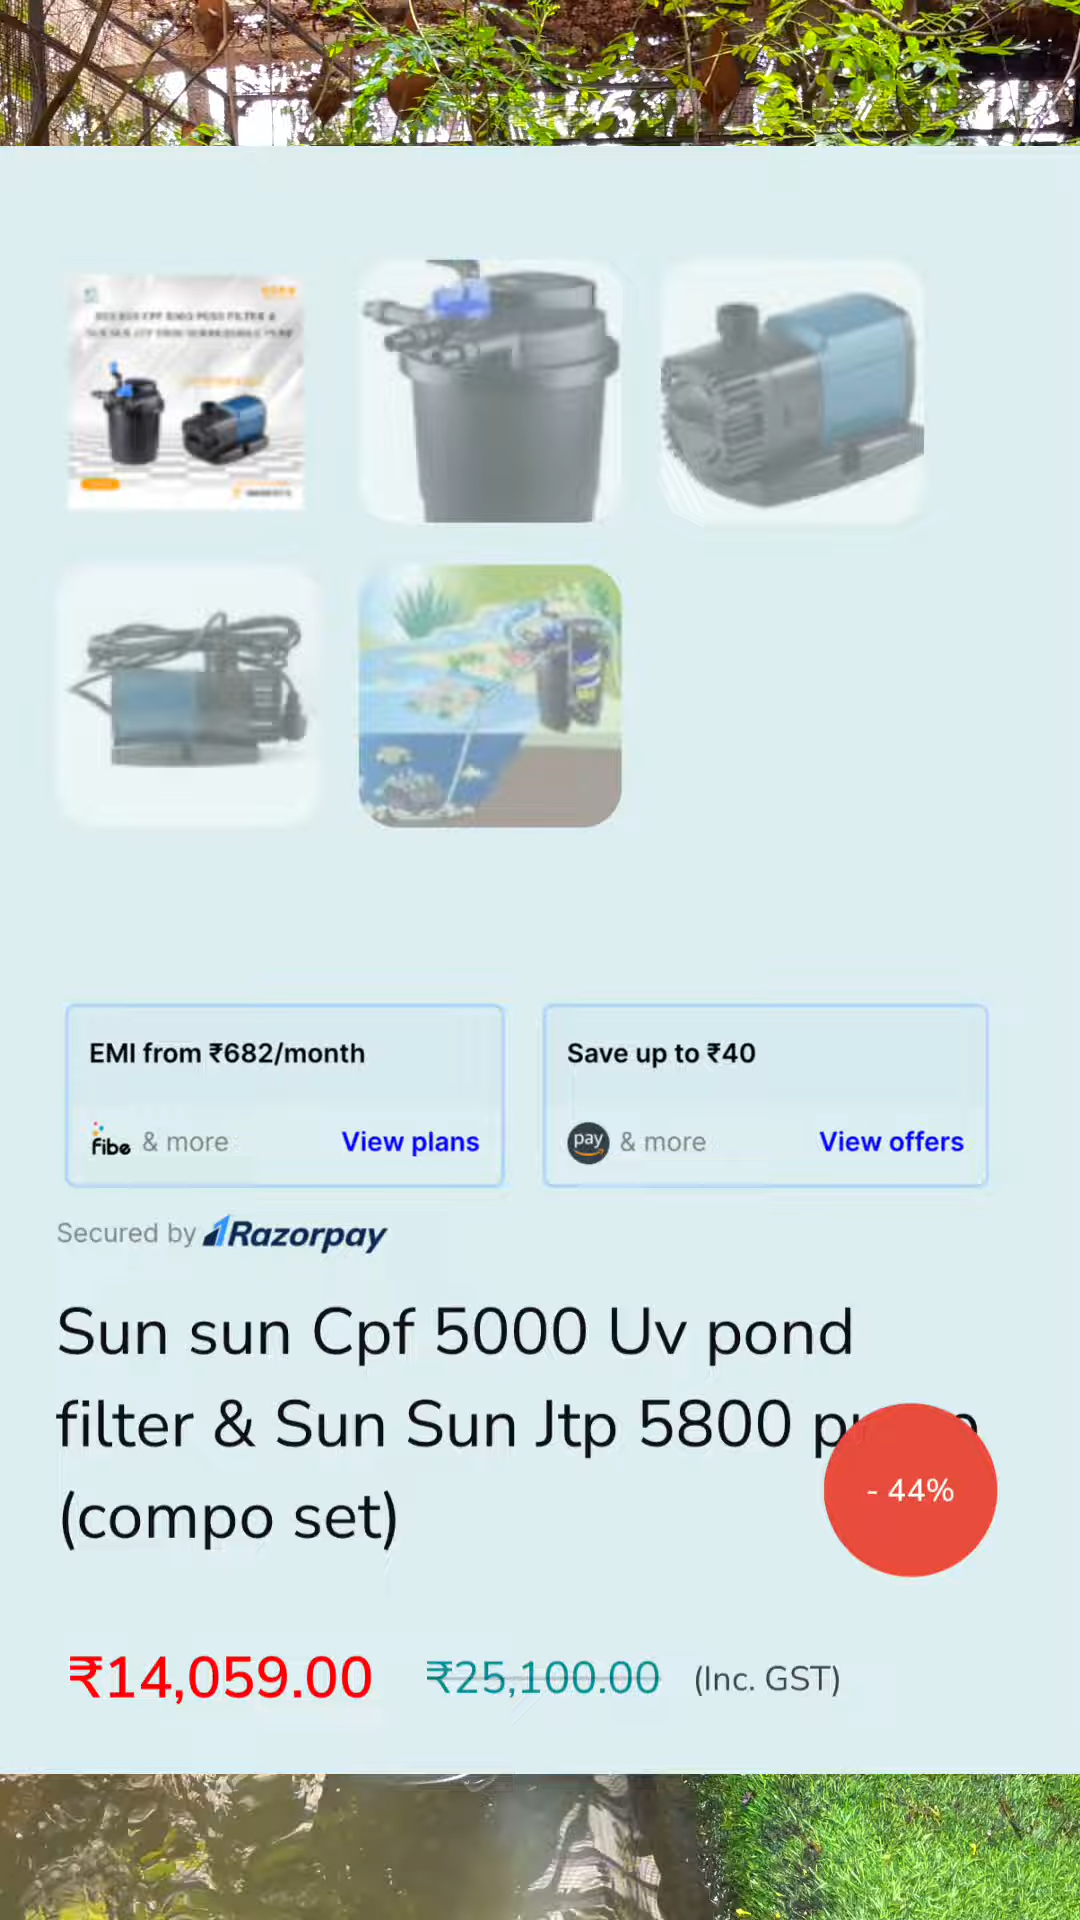 EMI from ₹682/month
fibe & more View plans
Save up to ₹40
pay & more View offers
Secured by Razorpay
Sun sun Cpf 5000 Uv pond
filter & Sun Sun Jtp 5800
(compo set)
- 44%
₹14,059.00 ₹25,100.00 (Inc. GST)